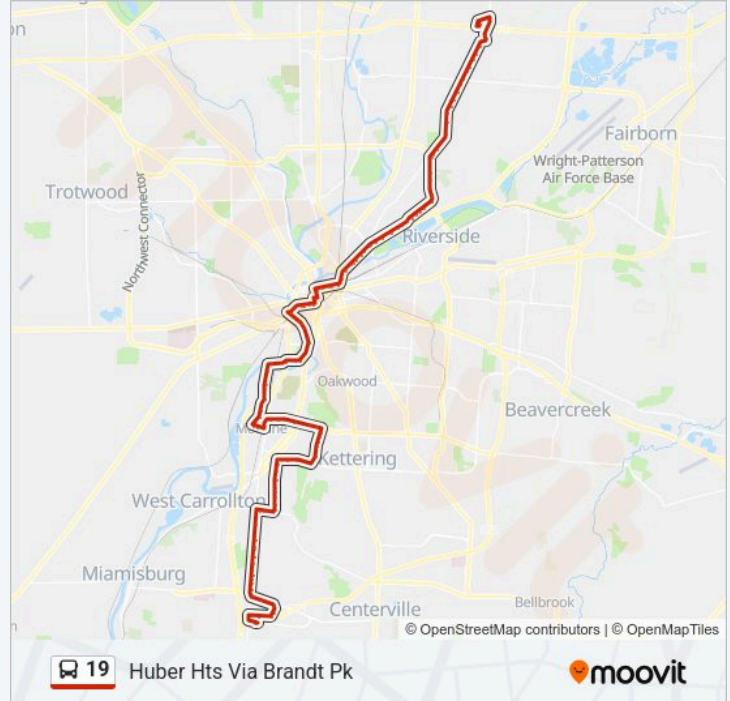 on
Fairborn
Wright-Patterson
Air Force Base
Trotwood
Northwest Connector
Riverside
Oakwood
Beavercreek
Kettering
West Carrollton
Miamisburg
Centerville
Bellbrook
n
© OpenStreetMap contributors | © OpenMapTiles
19 Huber Hts Via Brandt Pk
moovit